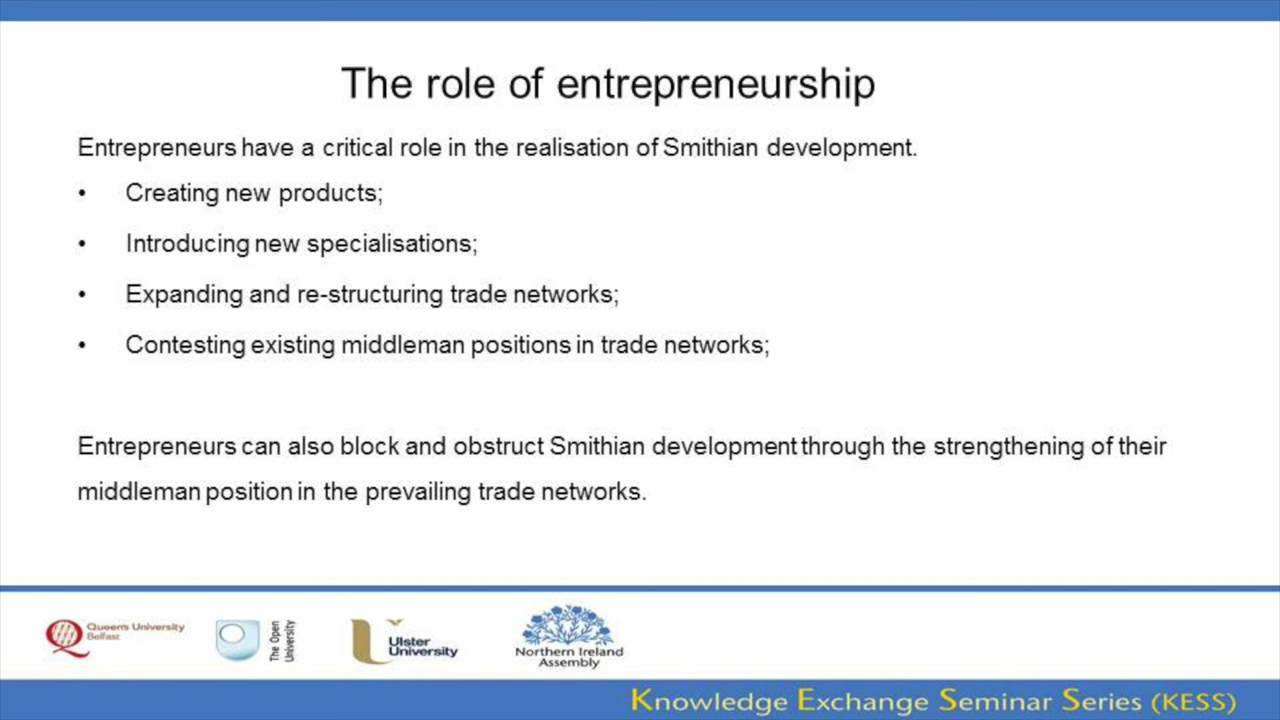 The role of entrepreneurship
Entrepreneurs have a critical role in the realisation of Smithian development.
• Creating new products;
• Introducing new specialisations;
• Expanding and re-structuring trade networks;
• Contesting existing middleman positions in trade networks;
Entrepreneurs can also block and obstruct Smithian development through the strengthening of their
middleman position in the prevailing trade networks.
Queen's University
Belfast
The Open
University
Ulster
University
Northern Ireland
Assembly
Knowledge Exchange Seminar Series (KESS)